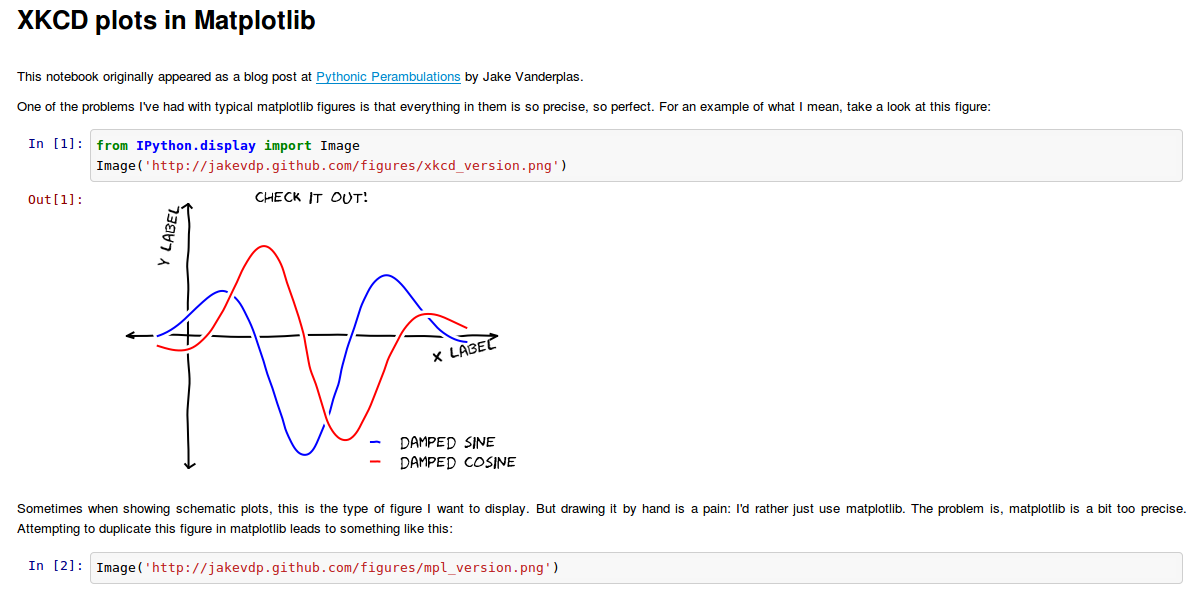 XKCD plots in Matplotlib
This notebook originally appeared as a blog post at Pythonic Perambulations by Jake Vanderplas.
One of the problems I've had with typical matplotlib figures is that everything in them is so precise, so perfect. For an example of what I mean, take a look at this figure:
In [1]: from IPython.display import Image
Image('http://jakevdp.github.com/figures/xkcd_version.png')
Out[1]:
CHECK IT OUT!
Y LABEL
X LABEL
DAMPED SINE
DAMPED COSINE
Sometimes when showing schematic plots, this is the type of figure I want to display. But drawing it by hand is a pain: I'd rather just use matplotlib. The problem is, matplotlib is a bit too precise.
Attempting to duplicate this figure in matplotlib leads to something like this:
In [2]: Image('http://jakevdp.github.com/figures/mpl_version.png')